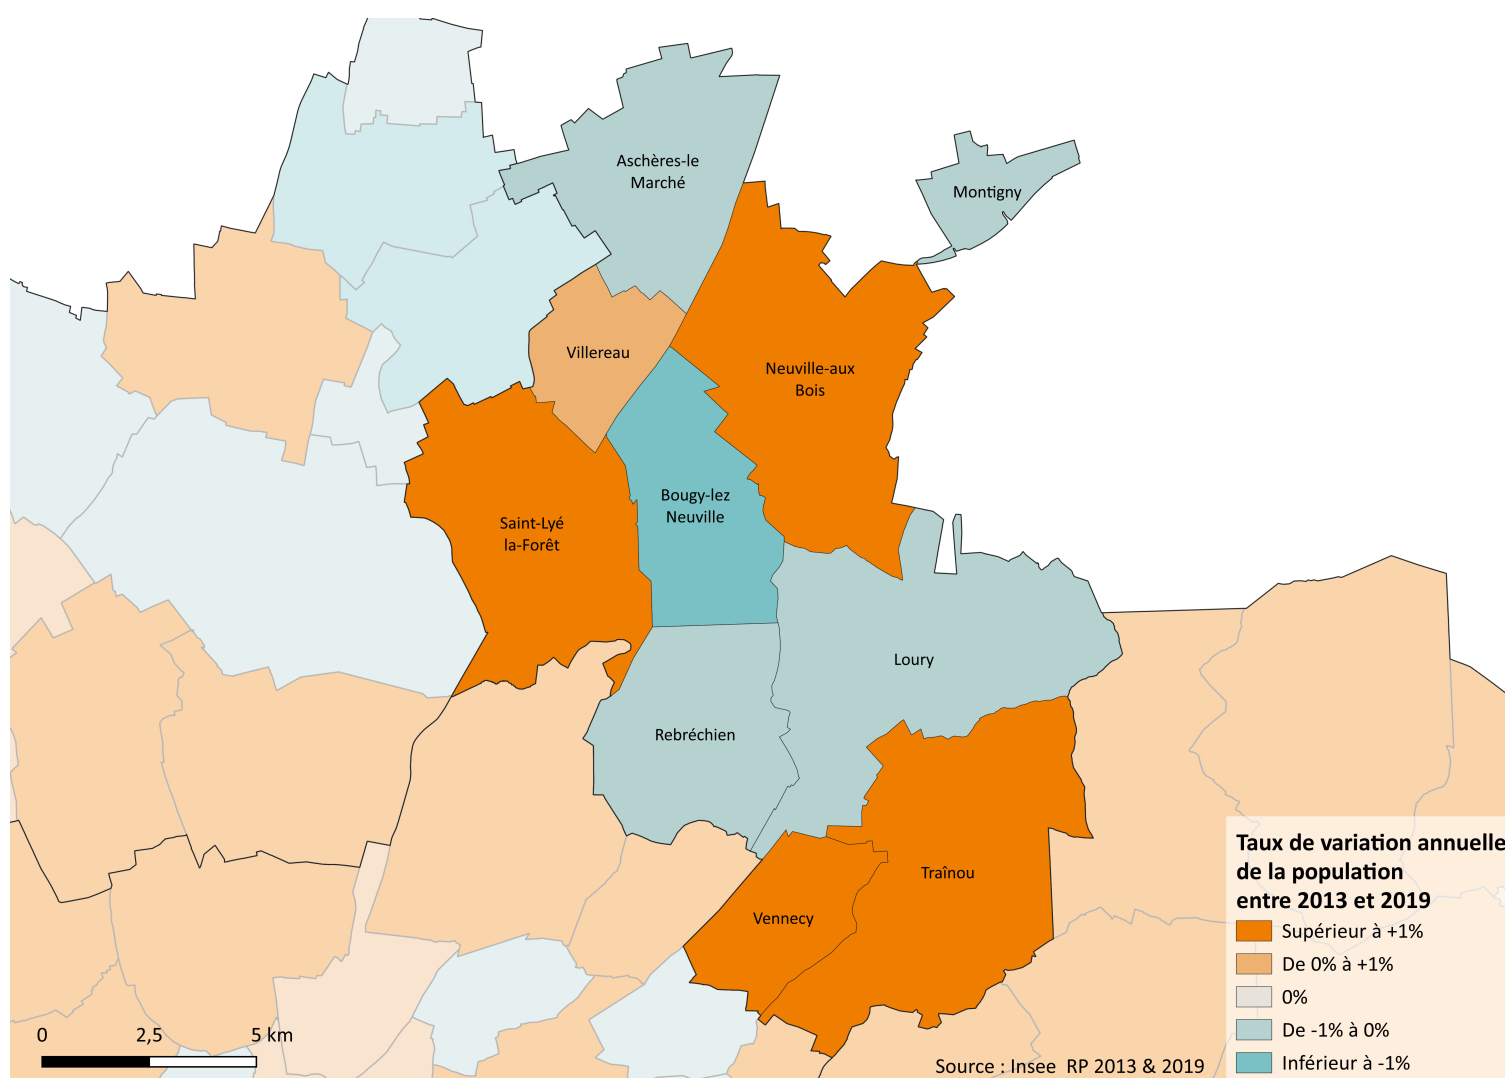 Aschères-le
Marché
Montigny
Villereau
Neuville-aux
Bois
Bougy-lez
Neuville
Saint-Lyé
la-Forêt
Loury
Rebréchien
Traînou
Vennecy
Taux de variation annuelle
de la population
entre 2013 et 2019
Supérieur à +1%
De 0% à +1%
0%
De -1% à 0%
Inférieur à -1%
0 2,5 5 km
Source : Insee RP 2013 & 2019